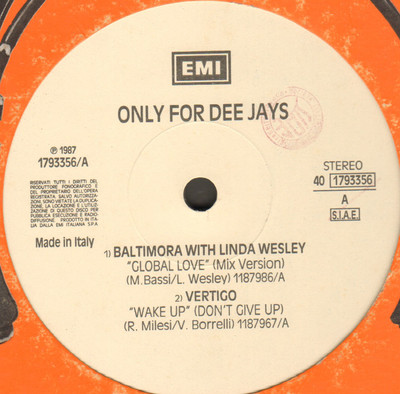 EMI
ONLY FOR DEE JAYS
℗ 1987
1793356/A
RISERVATI TUTTI I DIRITTI DEL
PRODUTTORE FONOGRAFICO E
DEL PROPRIETARIO DELL'OPERA
REGISTRATA. SALVO AUTORIZZA-
ZIONI, SONO VIETATE LA DUPLICA-
ZIONE, LA LOCAZIONE E L'UTILIZ-
ZAZIONE DI QUESTO DISCO PER
PUBBLICA ESECUZIONE E RADIO-
DIFFUSIONE. PRODOTTO IN ITA-
LIA DALLA EMI ITALIANA S.P.A.
Made in Italy
STEREO
40 1793356
A
S.I.A.E.
1) BALTIMORA WITH LINDA WESLEY
"GLOBAL LOVE" (Mix Version)
(M.Bassi/L. Wesley) 1187986/A
2) VERTIGO
"WAKE UP" (DON'T GIVE UP)
(R. Milesi/V. Borrelli) 1187967/A